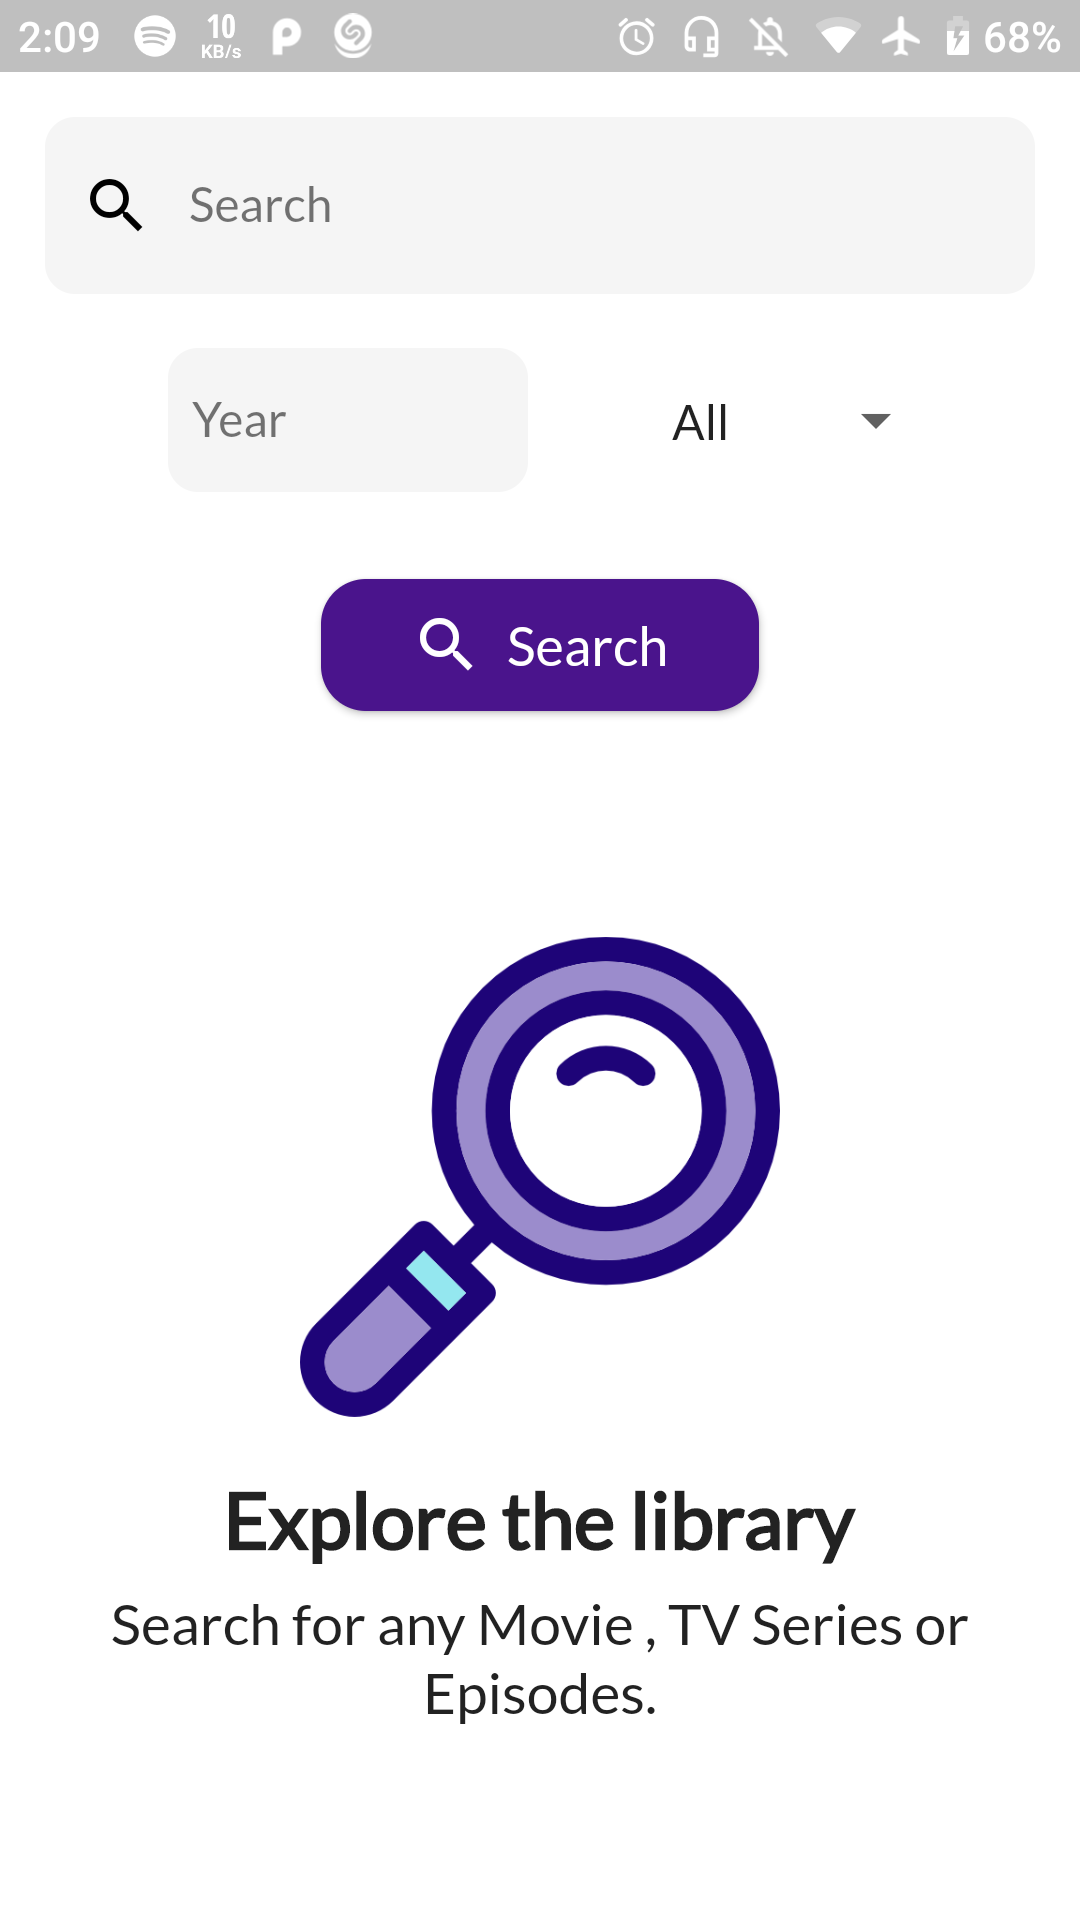 2:09 10 KB/s 68%
Search
Year All
Search
Explore the library
Search for any Movie , TV Series or
Episodes.